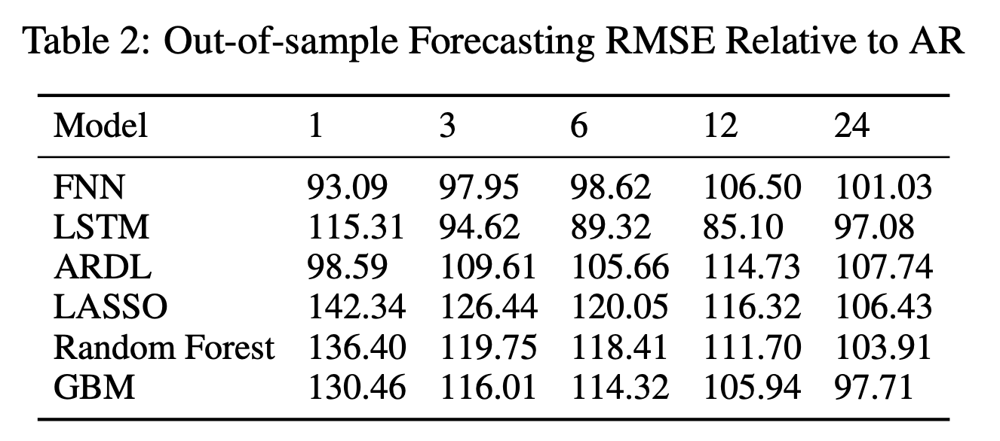 Table 2: Out-of-sample Forecasting RMSE Relative to AR
Model 1 3 6 12 24
FNN 93.09 97.95 98.62 106.50 101.03
LSTM 115.31 94.62 89.32 85.10 97.08
ARDL 98.59 109.61 105.66 114.73 107.74
LASSO 142.34 126.44 120.05 116.32 106.43
Random Forest 136.40 119.75 118.41 111.70 103.91
GBM 130.46 116.01 114.32 105.94 97.71